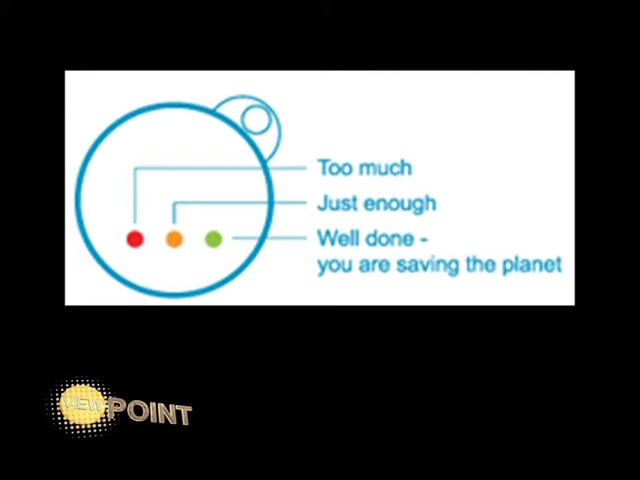 Too much
Just enough
Well done -
you are saving the planet
VIEWPOINT